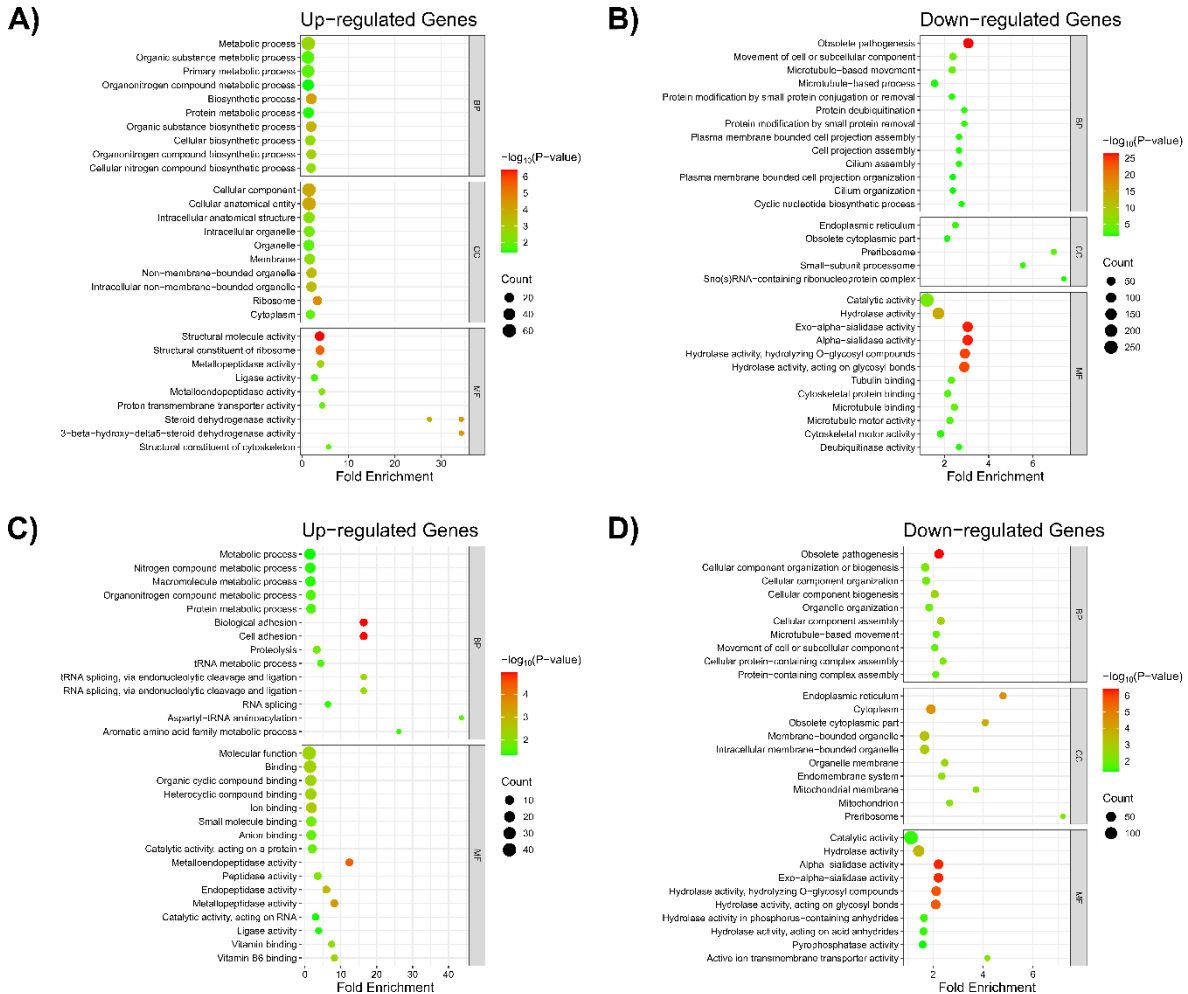 A)
Up-regulated Genes
Metabolic process
Organic substance metabolic process
Primary metabolic process
Organonitrogen compound metabolic process
Biosynthetic process
Protein metabolic process
Organic substance biosynthetic process
Cellular biosynthetic process
Organonitrogen compound biosynthetic process
Cellular nitrogen compound biosynthetic process
BP
Cellular component
Cellular anatomical entity
Intracellular anatomical structure
Intracellular organelle
Organelle
Membrane
Non-membrane-bounded organelle
Intracellular non-membrane-bounded organelle
Ribosome
Cytoplasm
CC
Structural molecule activity
Structural constituent of ribosome
Metallopeptidase activity
Ligase activity
Metalloendopeptidase activity
Proton transmembrane transporter activity
Steroid dehydrogenase activity
3-beta-hydroxy-delta5-steroid dehydrogenase activity
Structural constituent of cytoskeleton
MF
0 10 20 30
Fold Enrichment
-log10(P-value)
6
5
4
3
2
Count
20
40
60
B)
Down-regulated Genes
Obsolete pathogenesis
Movement of cell or subcellular component
Microtubule-based movement
Microtubule-based process
Protein modification by small protein conjugation or removal
Protein deubiquitination
Protein modification by small protein removal
Plasma membrane bounded cell projection assembly
Cell projection assembly
Cilium assembly
Plasma membrane bounded cell projection organization
Cilium organization
Cyclic nucleotide biosynthetic process
BP
Endoplasmic reticulum
Obsolete cytoplasmic part
Preribosome
Small-subunit processome
Sno(s)RNA-containing ribonucleoprotein complex
CC
Catalytic activity
Hydrolase activity
Exo-alpha-sialidase activity
Alpha-sialidase activity
Hydrolase activity, hydrolyzing O-glycosyl compounds
Hydrolase activity, acting on glycosyl bonds
Tubulin binding
Cytoskeletal protein binding
Microtubule binding
Microtubule motor activity
Cytoskeletal motor activity
Deubiquitinase activity
MF
2 4 6
Fold Enrichment
-log10(P-value)
25
20
15
10
5
Count
50
100
150
200
250
C)
Up-regulated Genes
Metabolic process
Nitrogen compound metabolic process
Macromolecule metabolic process
Organonitrogen compound metabolic process
Protein metabolic process
Biological adhesion
Cell adhesion
Proteolysis
tRNA metabolic process
tRNA splicing, via endonucleolytic cleavage and ligation
RNA splicing, via endonucleolytic cleavage and ligation
RNA splicing
Aspartyl-tRNA aminoacylation
Aromatic amino acid family metabolic process
BP
Molecular function
Binding
Organic cyclic compound binding
Heterocyclic compound binding
Ion binding
Small molecule binding
Anion binding
Catalytic activity, acting on a protein
Metalloendopeptidase activity
Peptidase activity
Endopeptidase activity
Metallopeptidase activity
Catalytic activity, acting on RNA
Ligase activity
Vitamin binding
Vitamin B6 binding
MF
0 10 20 30 40
Fold Enrichment
-log10(P-value)
4
3
2
Count
10
20
30
40
D)
Down-regulated Genes
Obsolete pathogenesis
Cellular component organization or biogenesis
Cellular component organization
Cellular component biogenesis
Organelle organization
Cellular component assembly
Microtubule-based movement
Movement of cell or subcellular component
Cellular protein-containing complex assembly
Protein-containing complex assembly
BP
Endoplasmic reticulum
Cytoplasm
Obsolete cytoplasmic part
Membrane-bounded organelle
Intracellular membrane-bounded organelle
Organelle membrane
Endomembrane system
Mitochondrial membrane
Mitochondrion
Preribosome
CC
Catalytic activity
Hydrolase activity
Alpha-sialidase activity
Exo-alpha-sialidase activity
Hydrolase activity, hydrolyzing O-glycosyl compounds
Hydrolase activity, acting on glycosyl bonds
Hydrolase activity in phosphorus-containing anhydrides
Hydrolase activity, acting on acid anhydrides
Pyrophosphatase activity
Active ion transmembrane transporter activity
MF
2 4 6
Fold Enrichment
-log10(P-value)
6
5
4
3
2
Count
50
100